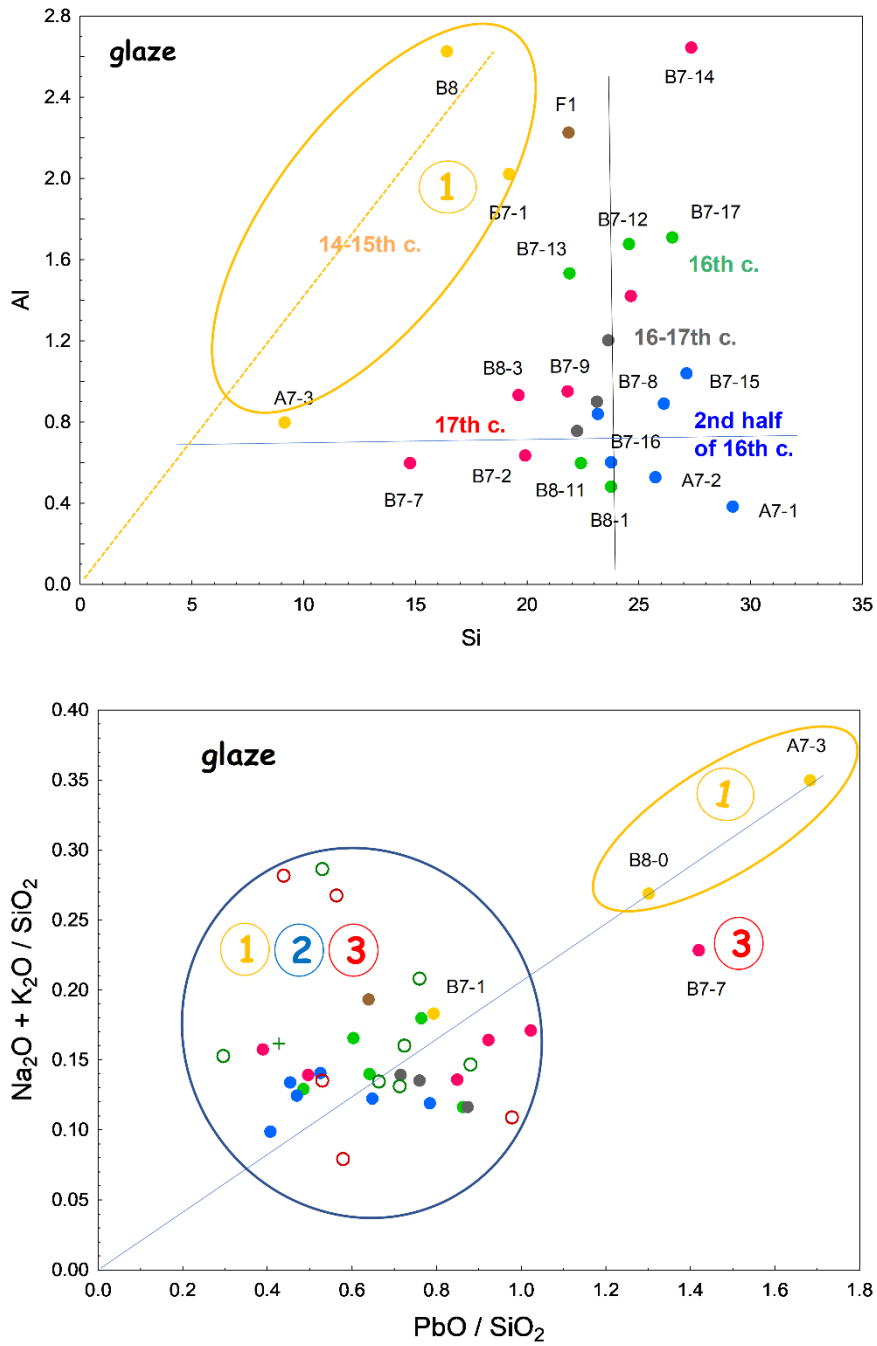 glaze
2.8
2.4
2.0
1.6
1.2
0.8
0.4
0.0
Al
B8
B7-14
F1
1
B7-1
B7-12
B7-17
14-15th c.
B7-13
16th c.
16-17th c.
B8-3
B7-9
B7-8
B7-15
A7-3
17th c.
2nd half
of 16th c.
B7-16
B7-7
B7-2
B8-11
A7-2
B8-1
A7-1
0
5
10
15
20
25
30
35
Si
0.40
0.35
0.30
0.25
0.20
0.15
0.10
0.05
0.00
Na₂O + K₂O / SiO₂
glaze
A7-3
1
B8-0
1 2 3
3
B7-1
B7-7
0.0
0.2
0.4
0.6
0.8
1.0
1.2
1.4
1.6
1.8
PbO / SiO₂